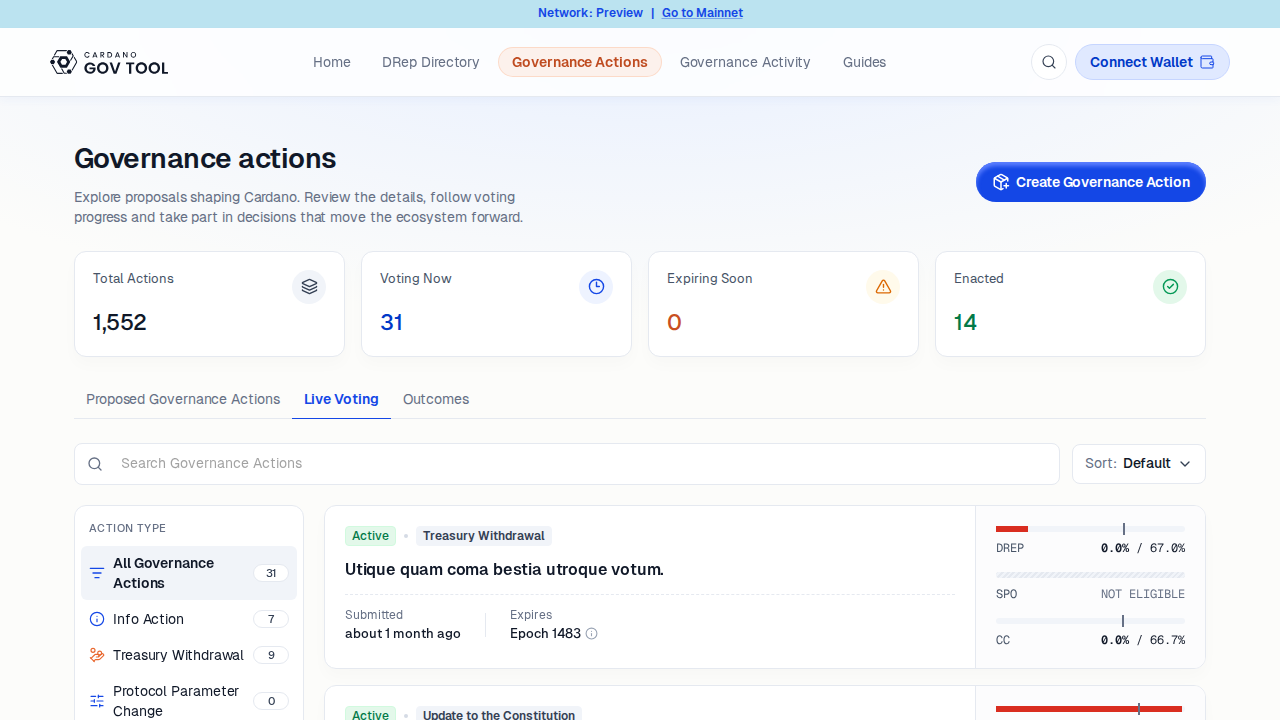 Network: Preview | Go to Mainnet
CARDANO
GOV TOOL
Home DRep Directory Governance Actions Governance Activity Guides Connect Wallet
Governance actions
Explore proposals shaping Cardano. Review the details, follow voting
progress and take part in decisions that move the ecosystem forward.
Create Governance Action
Total Actions
1,552
Voting Now
31
Expiring Soon
0
Enacted
14
Proposed Governance Actions Live Voting Outcomes
Search Governance Actions
Sort: Default
ACTION TYPE
All Governance
Actions
31
Info Action 7
Treasury Withdrawal 9
Protocol Parameter
Change
0
Active • Treasury Withdrawal
Utique quam coma bestia utroque votum.
Submitted
about 1 month ago
Expires
Epoch 1483
DREP 0.0% / 67.0%
SPO NOT ELIGIBLE
CC 0.0% / 66.7%
Active • Update to the Constitution